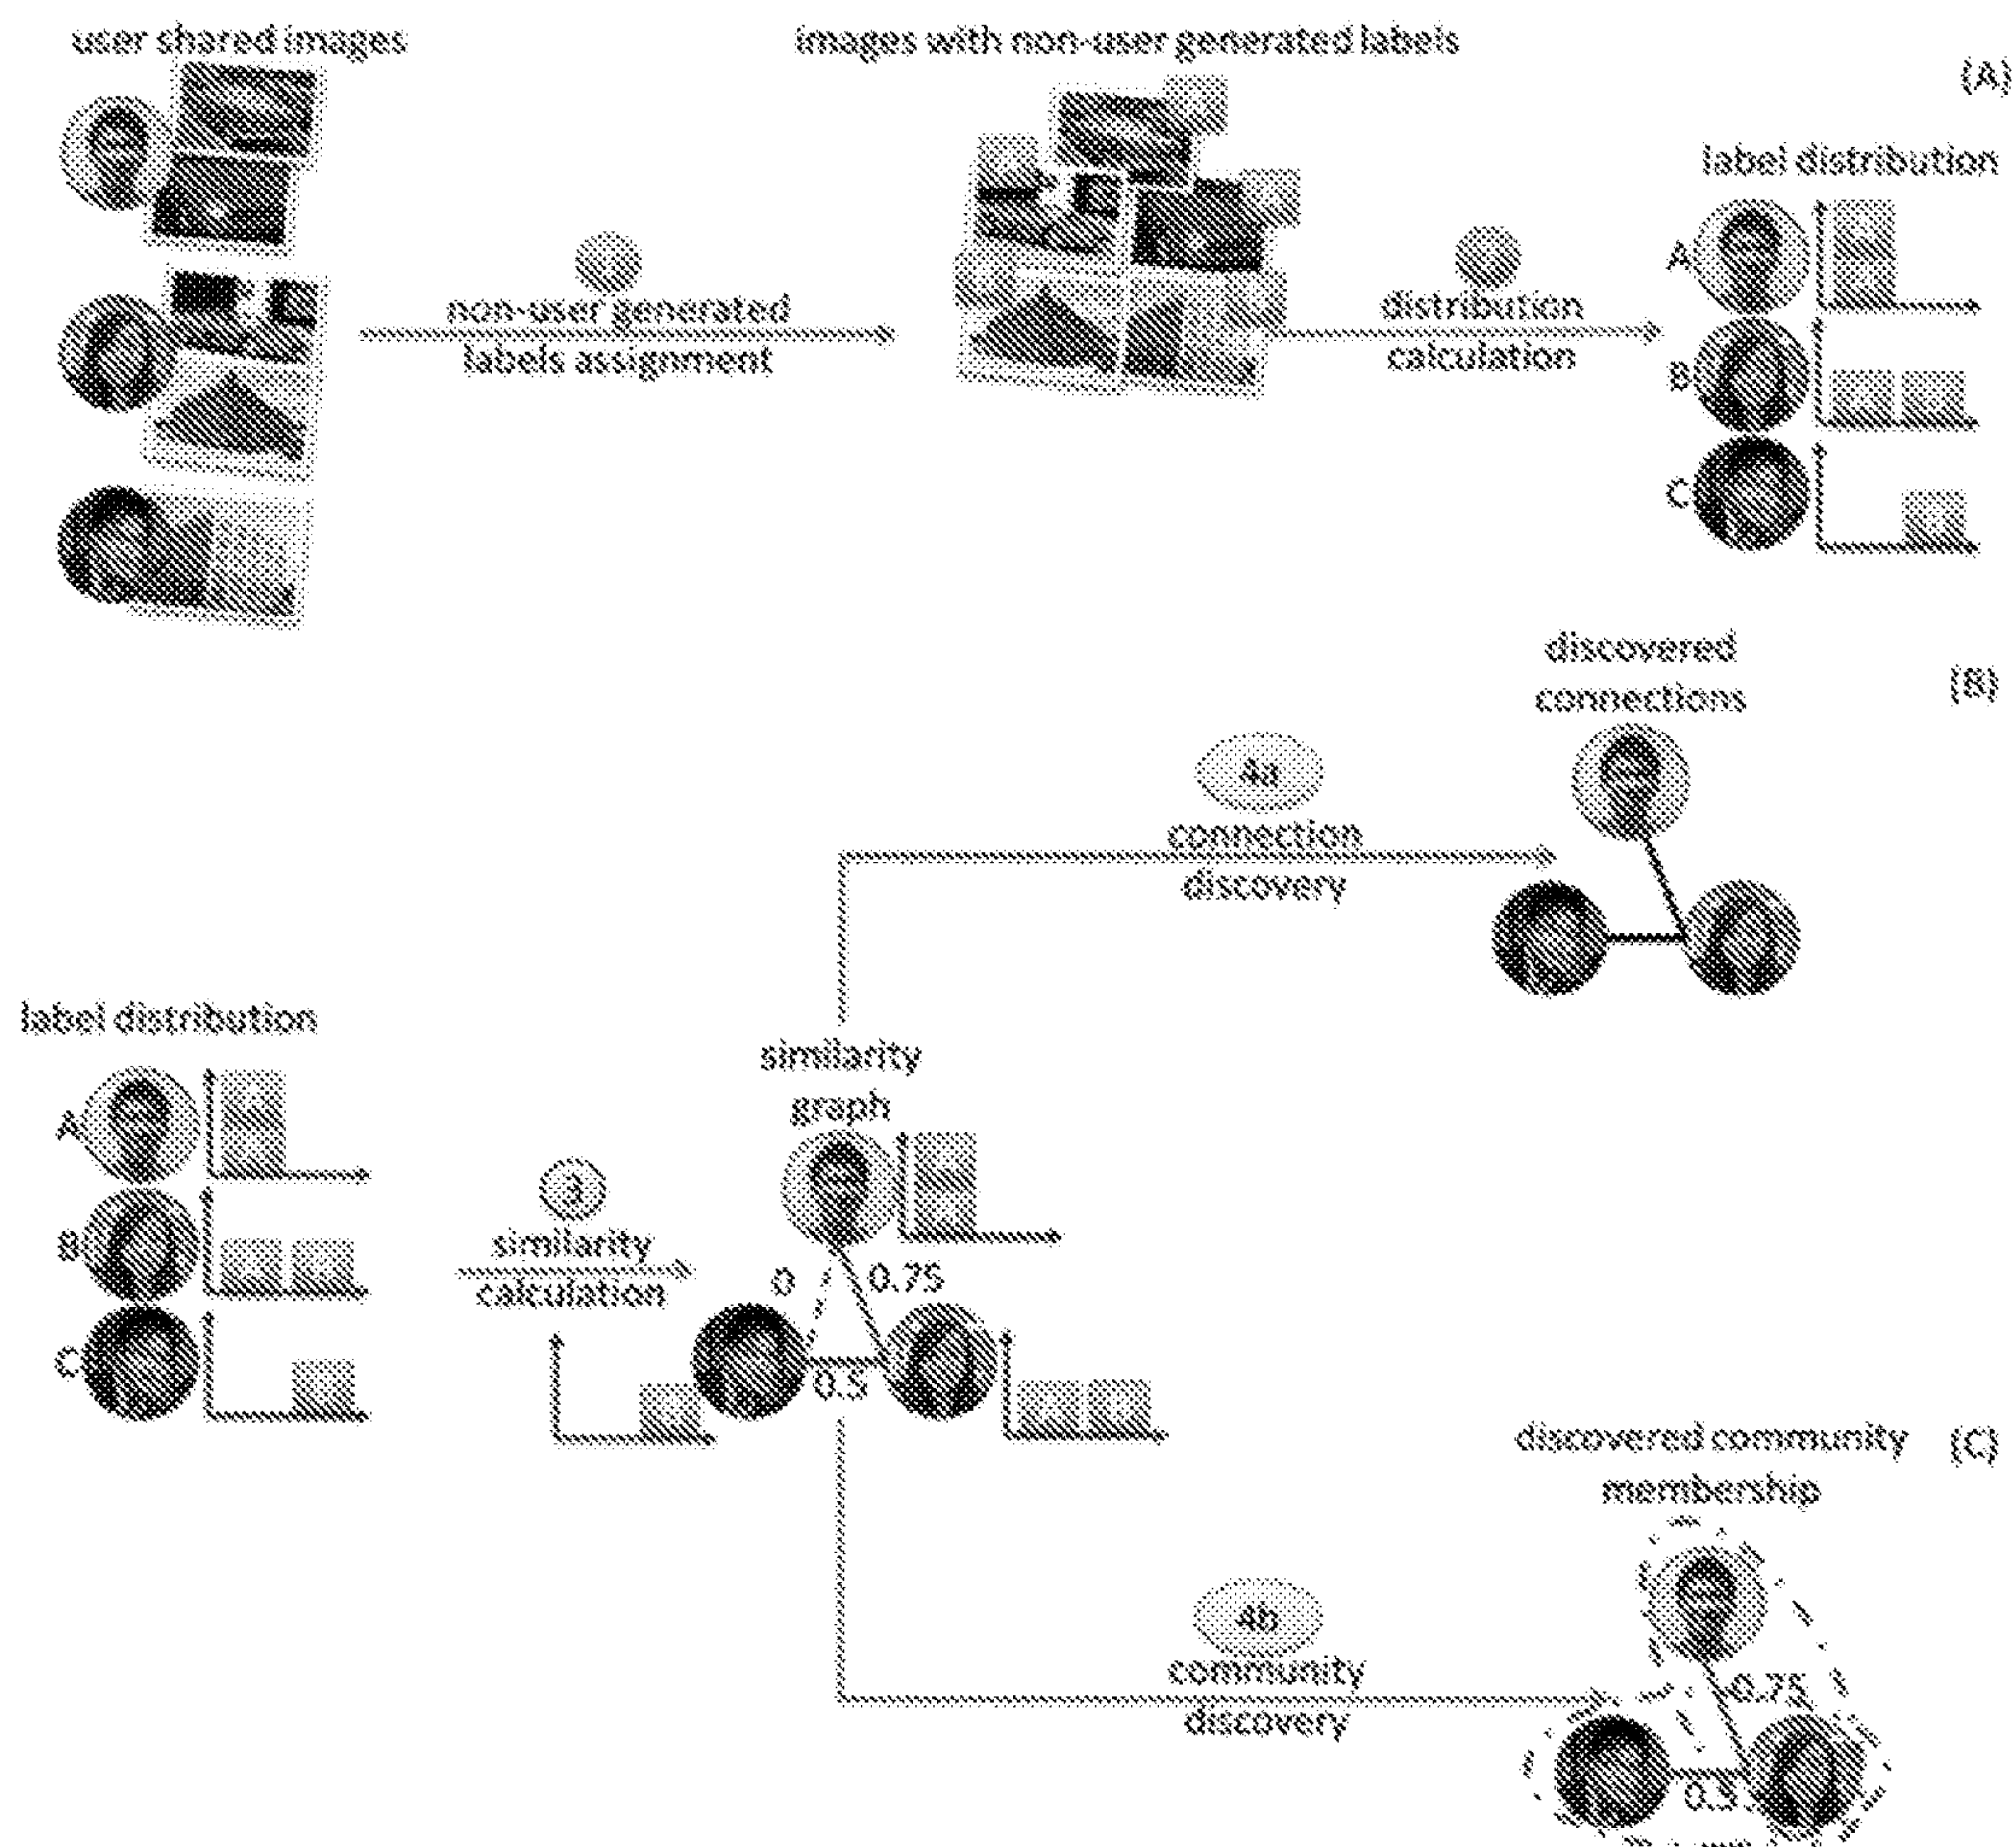 user shared images
images with non-user generated labels
(A)
label distribution
non-user generated
labels assignment
distribution
calculation
A
B
C
discovered
connections
(B)
4a
connection
discovery
label distribution
similarity
graph
A
B
C
3
similarity
calculation
0
0.75
0.5
discovered community
membership
(C)
4b
community
discovery
0.75
0.5